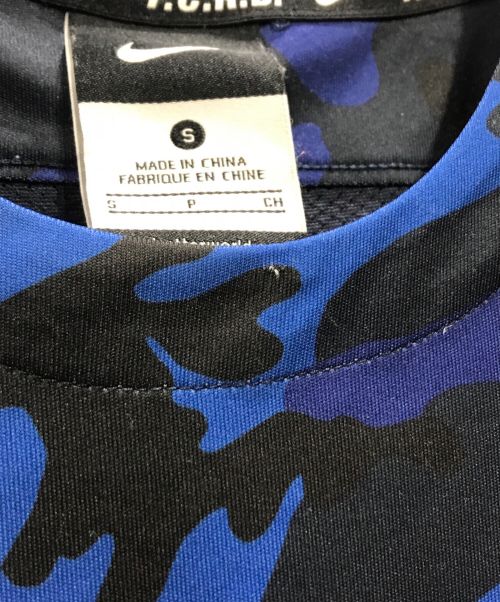 F.C.R.B.
S
MADE IN CHINA
FABRIQUE EN CHINE
S P CH